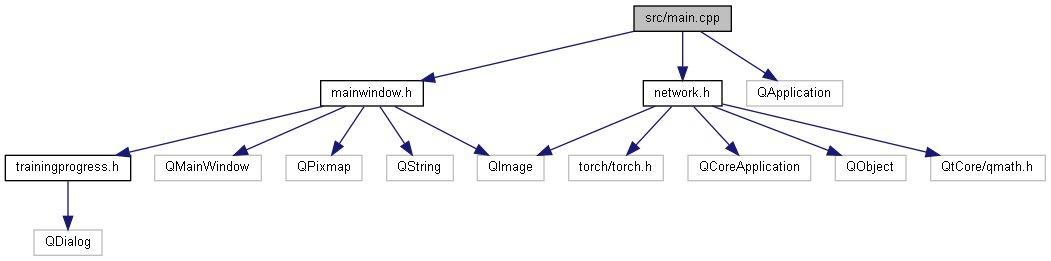 src/main.cpp
mainwindow.h
network.h
QApplication
trainingprogress.h
QMainWindow
QPixmap
QString
QImage
torch/torch.h
QCoreApplication
QObject
QtCore/qmath.h
QDialog